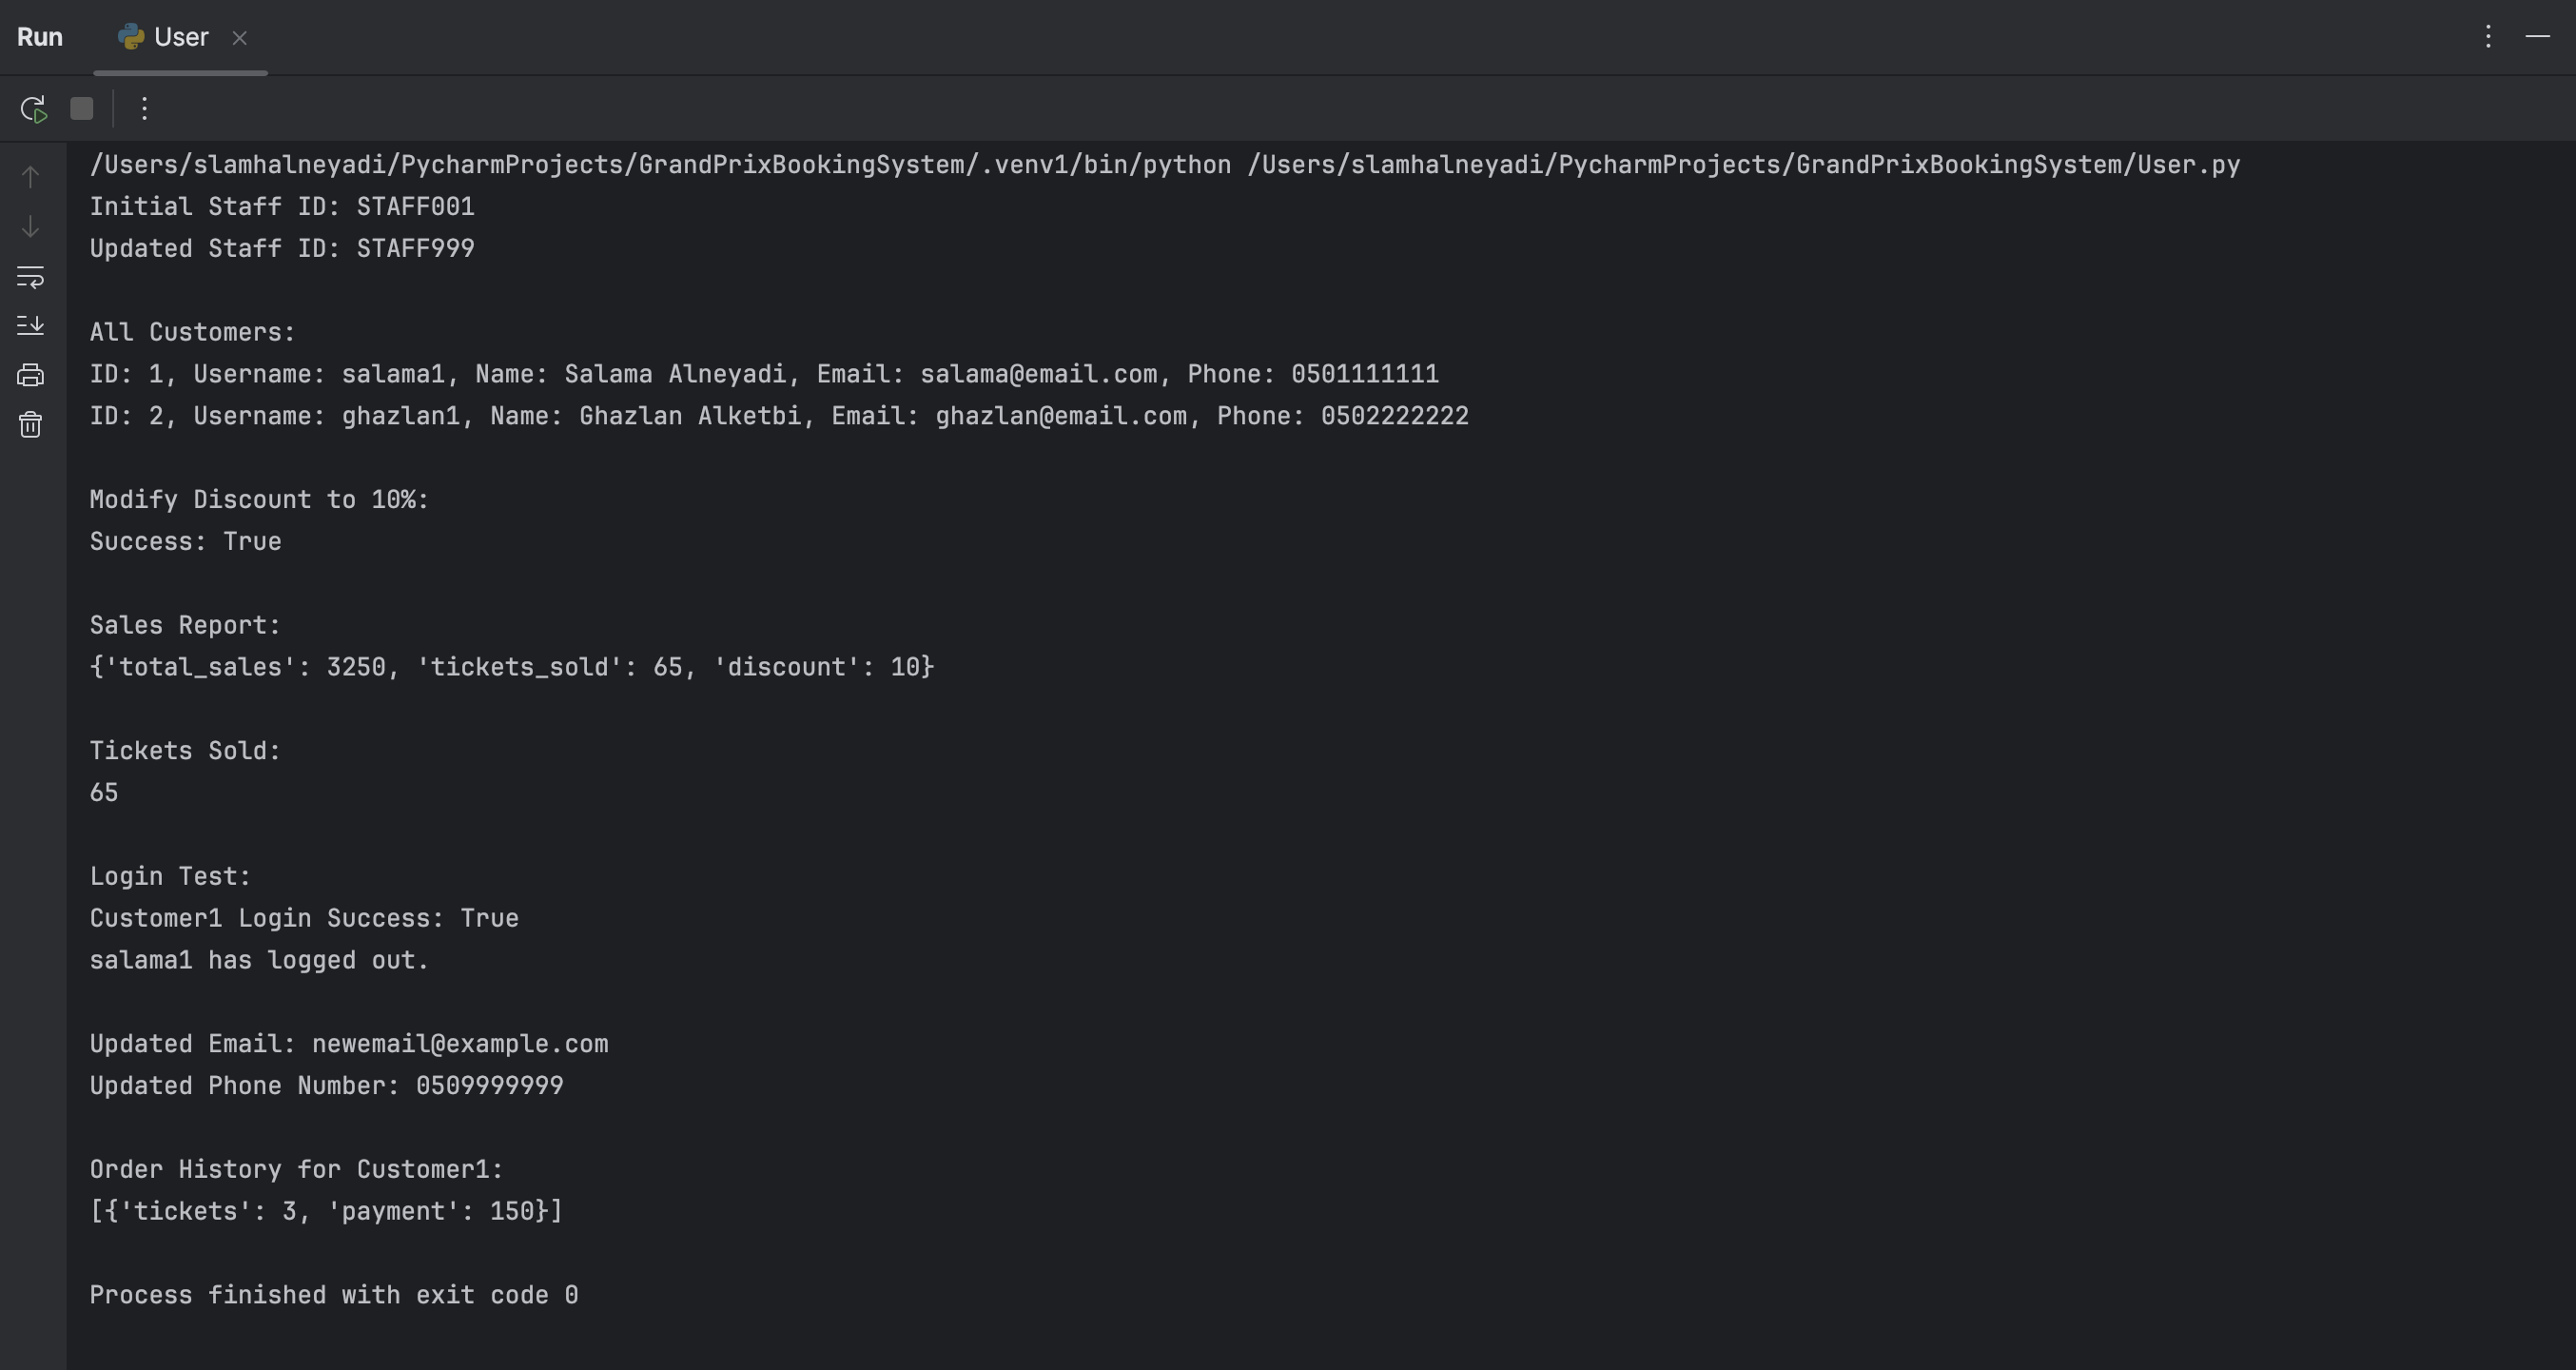 Run User
/Users/slamhalneyadi/PycharmProjects/GrandPrixBookingSystem/.venv1/bin/python /Users/slamhalneyadi/PycharmProjects/GrandPrixBookingSystem/User.py
Initial Staff ID: STAFF001
Updated Staff ID: STAFF999
All Customers:
ID: 1, Username: salama1, Name: Salama Alneyadi, Email: salama@email.com, Phone: 0501111111
ID: 2, Username: ghazlan1, Name: Ghazlan Alketbi, Email: ghazlan@email.com, Phone: 0502222222
Modify Discount to 10%:
Success: True
Sales Report:
{'total_sales': 3250, 'tickets_sold': 65, 'discount': 10}
Tickets Sold:
65
Login Test:
Customer1 Login Success: True
salama1 has logged out.
Updated Email: newemail@example.com
Updated Phone Number: 0509999999
Order History for Customer1:
[{'tickets': 3, 'payment': 150}]
Process finished with exit code 0